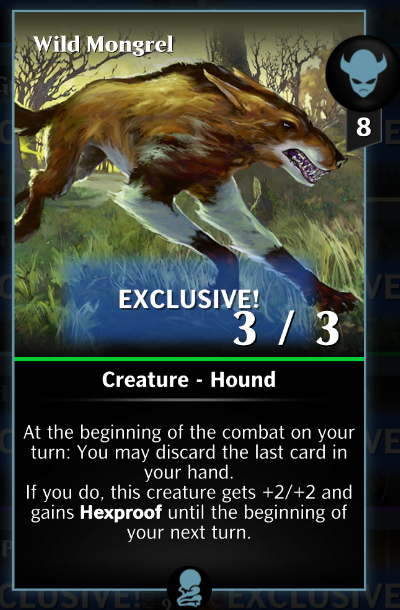 Wild Mongrel
8
EXCLUSIVE!
3 / 3
Creature - Hound
At the beginning of the combat on your
turn: You may discard the last card in
your hand.
If you do, this creature gets +2/+2 and
gains Hexproof until the beginning of
your next turn.